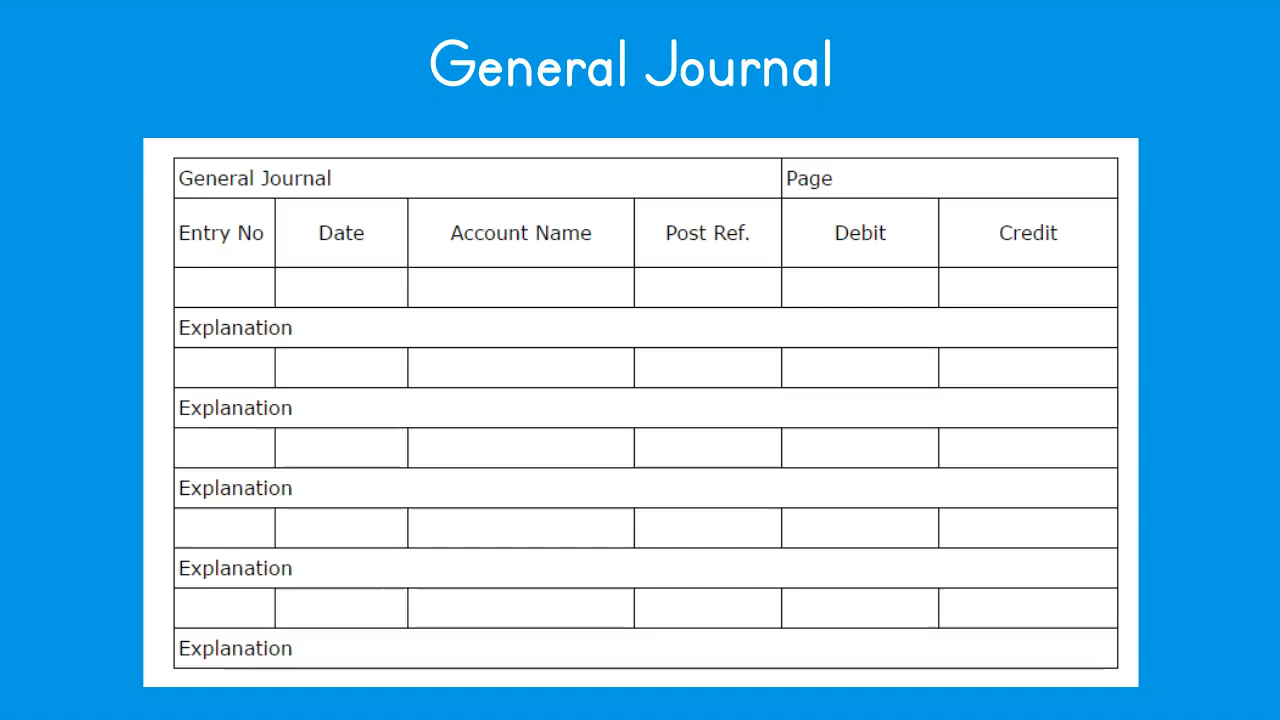 General Journal
General Journal Page
Entry No Date Account Name Post Ref. Debit Credit
Explanation
Explanation
Explanation
Explanation
Explanation